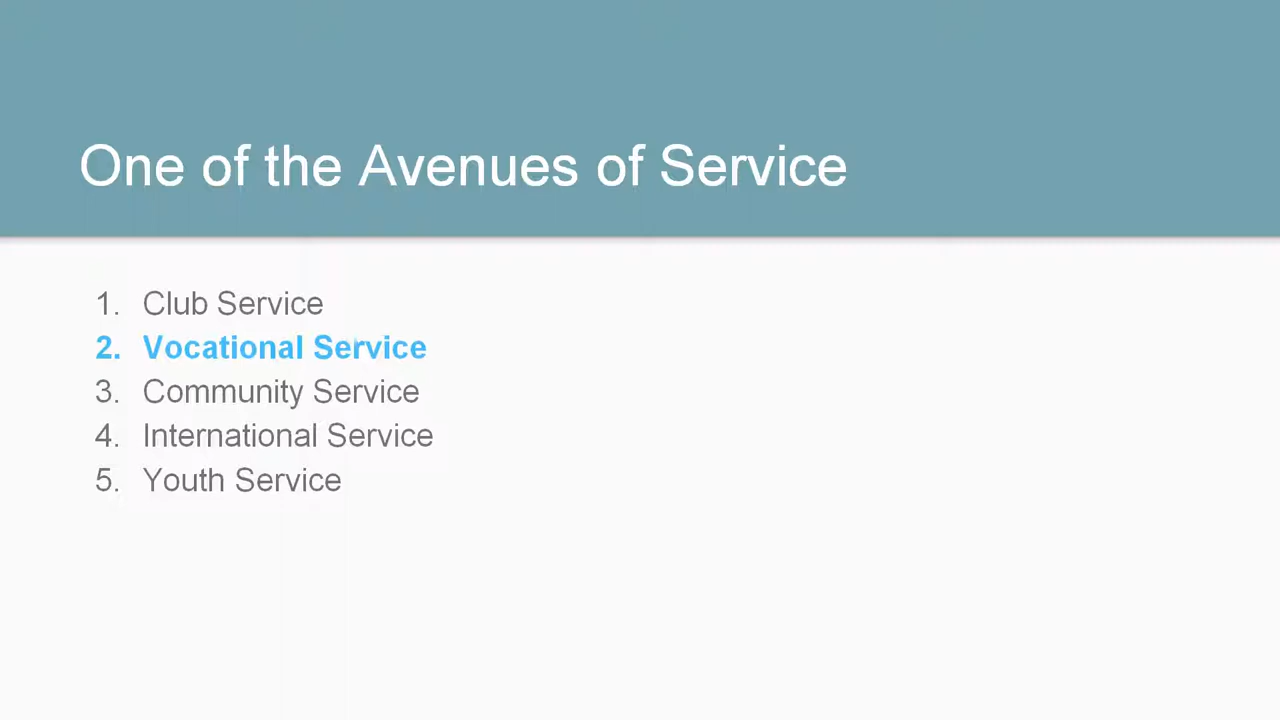 One of the Avenues of Service
1. Club Service
2. Vocational Service
3. Community Service
4. International Service
5. Youth Service